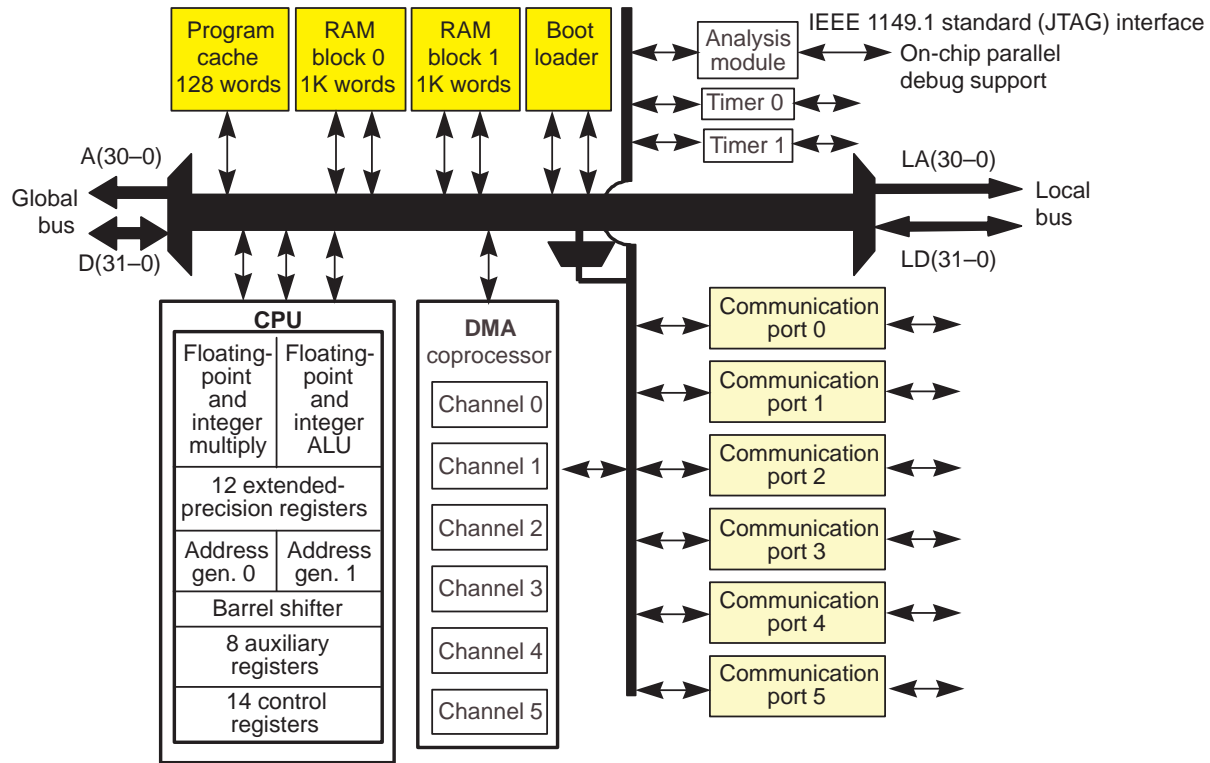 Program
cache
128 words
RAM
block 0
1K words
RAM
block 1
1K words
Boot
loader
IEEE 1149.1 standard (JTAG) interface
Analysis
module
On-chip parallel
debug support
Timer 0
Timer 1
A(30–0)
Global
bus
D(31–0)
LA(30–0)
Local
bus
LD(31–0)
CPU
Floating-
point
and
integer
multiply
Floating-
point
and
integer
ALU
12 extended-
precision registers
Address
gen. 0
Address
gen. 1
Barrel shifter
8 auxiliary
registers
14 control
registers
DMA
coprocessor
Channel 0
Channel 1
Channel 2
Channel 3
Channel 4
Channel 5
Communication
port 0
Communication
port 1
Communication
port 2
Communication
port 3
Communication
port 4
Communication
port 5